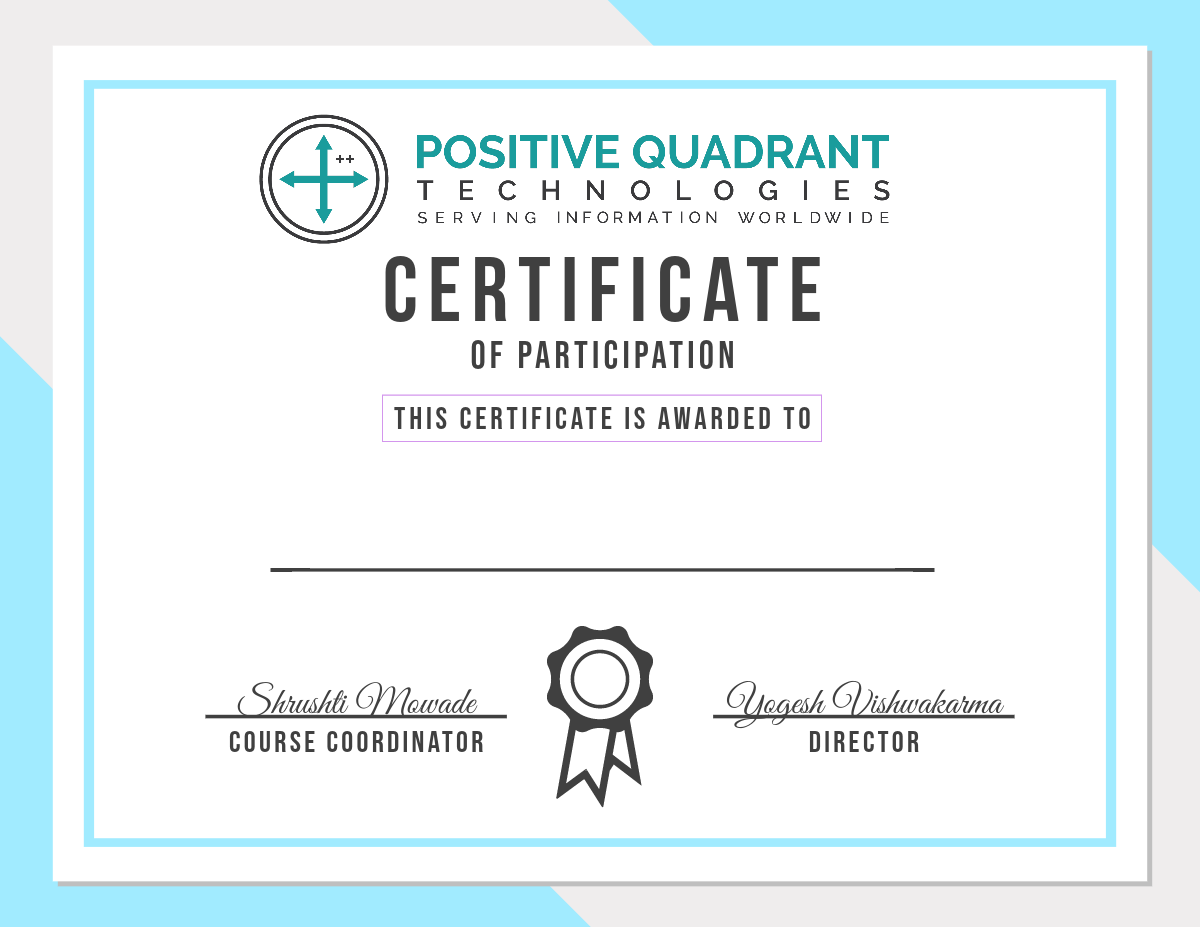 ++
POSITIVE QUADRANT
TECHNOLOGIES
SERVING INFORMATION WORLDWIDE
CERTIFICATE
OF PARTICIPATION
THIS CERTIFICATE IS AWARDED TO
Shrushti Mowade
COURSE COORDINATOR
Yogesh Vishwakarma
DIRECTOR